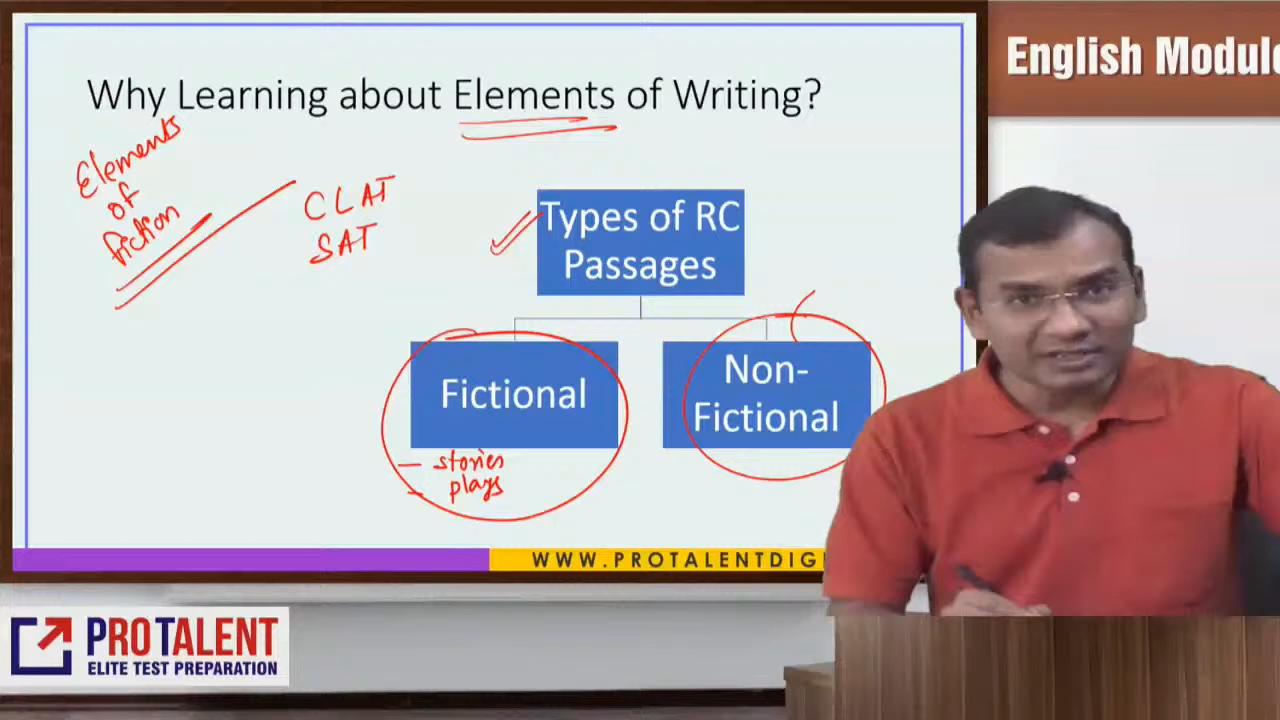 English Module
Why Learning about Elements of Writing?
Elements
of
fiction
CLAT
SAT
Types of RC
Passages
Fictional
Non-
Fictional
– stories
– plays
WWW.PROTALENTDIGI
PROTALENT
ELITE TEST PREPARATION